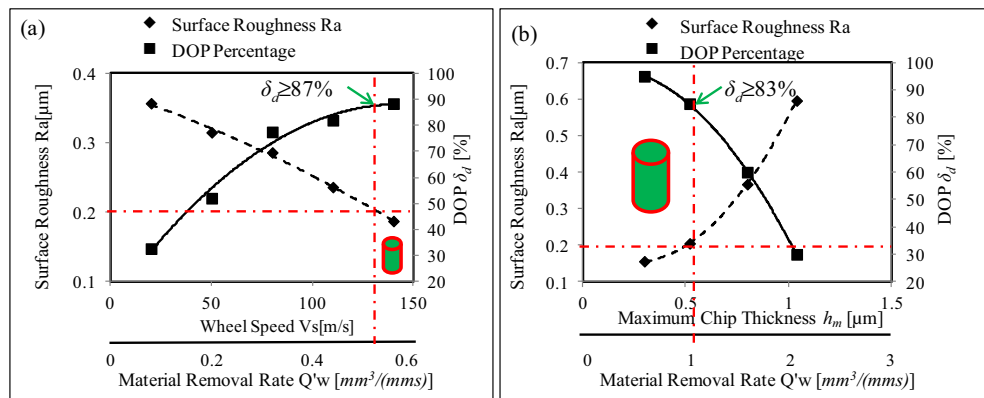 (a)
Surface Roughness Ra
DOP Percentage
δd≥87%
0.4
0.3
0.2
0.1
Surface Roughness Ra[µm]
100
90
80
70
60
50
40
30
20
DOP δd [%]
0
50
100
150
Wheel Speed Vs[m/s]
0
0.2
0.4
0.6
Material Removal Rate Q'w [mm³/(mms)]
(b)
Surface Roughness Ra
DOP Percentage
δd≥83%
0.7
0.6
0.5
0.4
0.3
0.2
0.1
Surface Roughness Ra[µm]
100
90
80
70
60
50
40
30
20
DOP δd [%]
0
0.5
1
1.5
Maximum Chip Thickness hm [µm]
0
1
2
3
Material Removal Rate Q'w [mm³/(mms)]